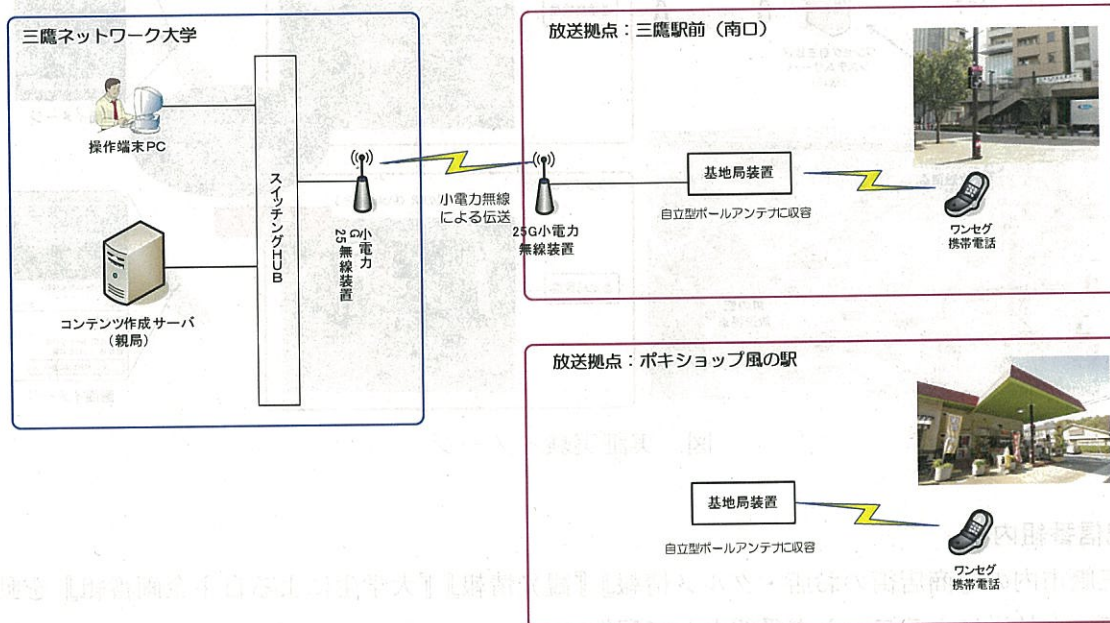 三鷹ネットワーク大学
操作端末PC
コンテンツ作成サーバ
(親局)
スイッチングHUB
小電力
25G
無線装置
小電力無線
による伝送
放送拠点:三鷹駅前(南口)
25G小電力
無線装置
基地局装置
自立型ポールアンテナに収容
ワンセグ
携帯電話
放送拠点:ポキショップ風の駅
基地局装置
自立型ポールアンテナに収容
ワンセグ
携帯電話